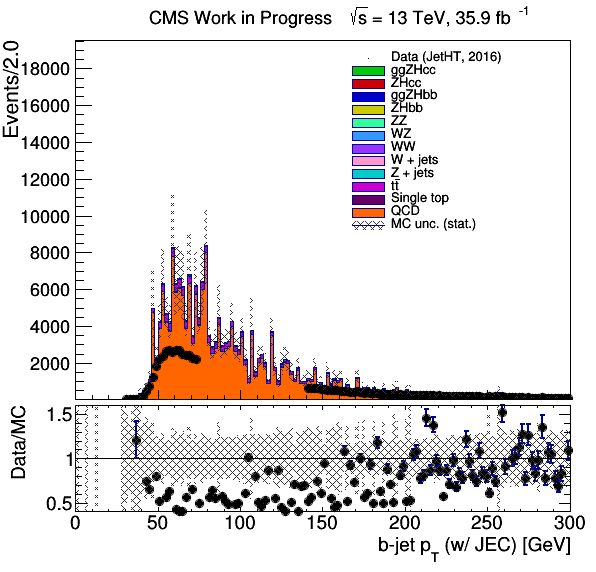 CMS Work in Progress √s = 13 TeV, 35.9 fb⁻¹
Events/2.0
18000
16000
14000
12000
10000
8000
6000
4000
2000
Data (JetHT, 2016)
ggZHcc
ZHcc
ggZHbb
ZHbb
ZZ
WZ
WW
W + jets
Z + jets
tt̄
Single top
QCD
MC unc. (stat.)
Data/MC
1.5
1
0.5
0 50 100 150 200 250 300
b-jet p_T (w/ JEC) [GeV]